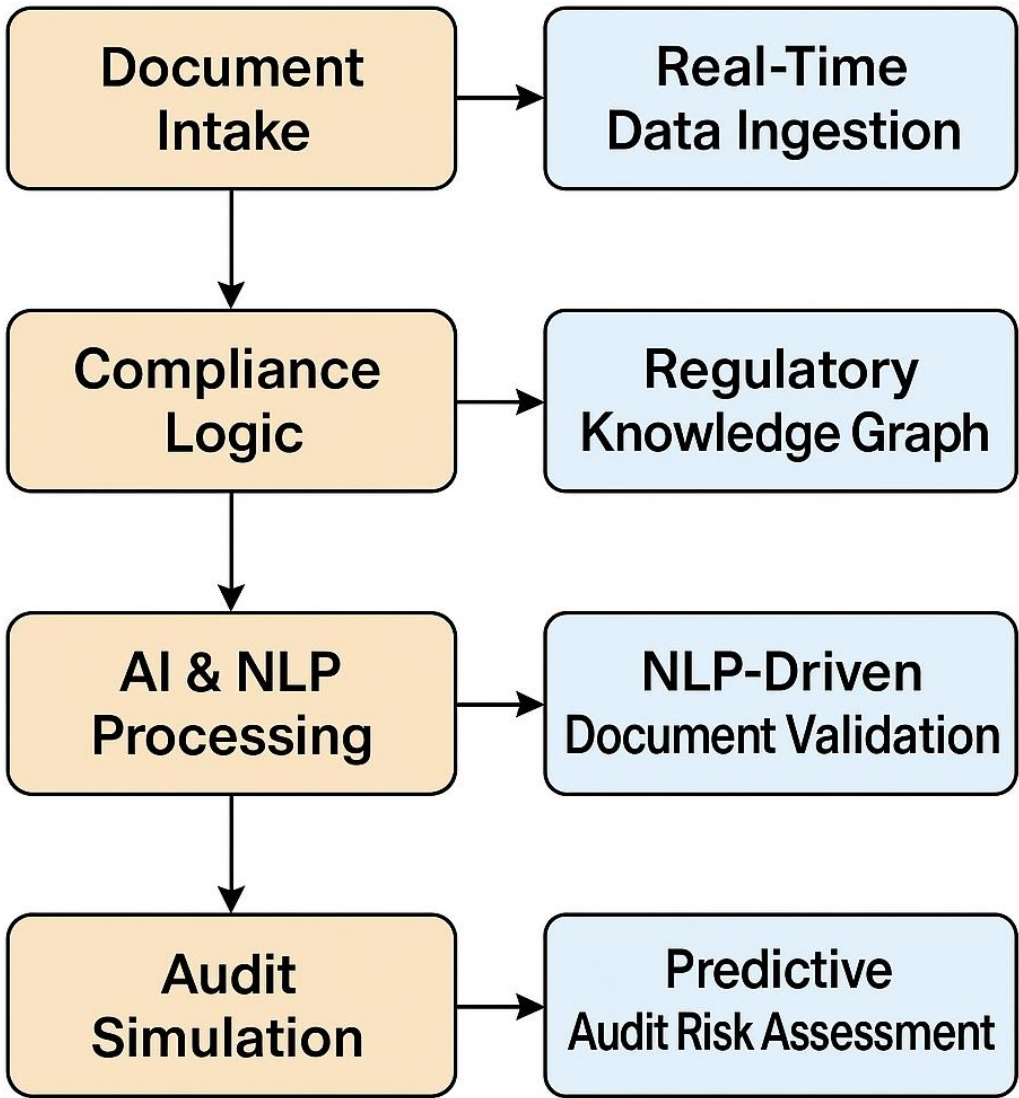 Document
Intake
Real-Time
Data Ingestion
Compliance
Logic
Regulatory
Knowledge Graph
AI & NLP
Processing
NLP-Driven
Document Validation
Audit
Simulation
Predictive
Audit Risk Assessment